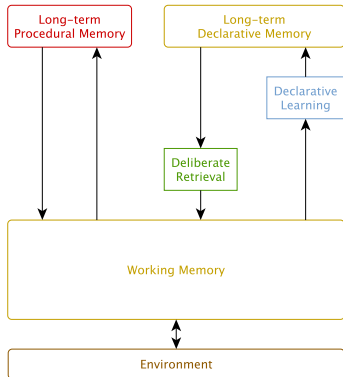 Long-term
Procedural Memory
Long-term
Declarative Memory
Declarative
Learning
Deliberate
Retrieval
Working Memory
Environment